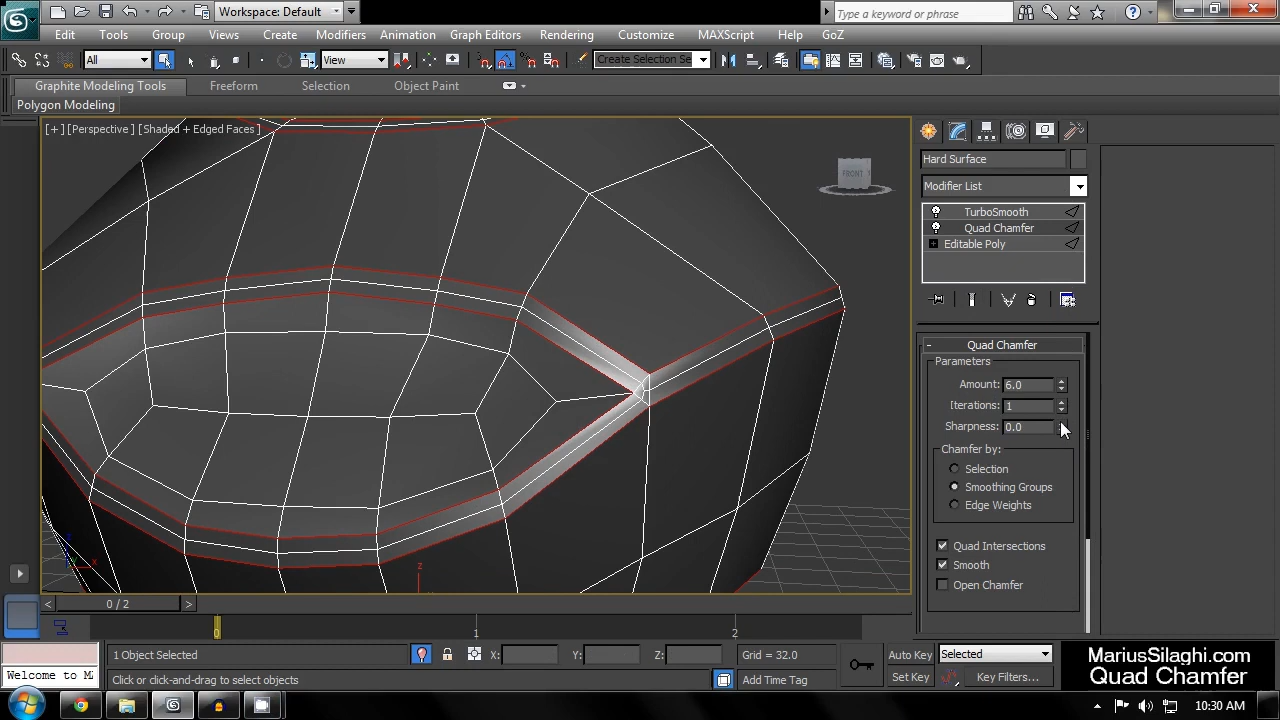 Workspace: Default
Type a keyword or phrase
Edit Tools Group Views Create Modifiers Animation Graph Editors Rendering Customize MAXScript Help GoZ
All
View
Create Selection Se
Graphite Modeling Tools Freeform Selection Object Paint
Polygon Modeling
[+][Perspective][Shaded + Edged Faces]
FRONT
Hard Surface
Modifier List
TurboSmooth
Quad Chamfer
Editable Poly
Quad Chamfer
Parameters
Amount: 6.0
Iterations: 1
Sharpness: 0.0
Chamfer by:
Selection
Smoothing Groups
Edge Weights
Quad Intersections
Smooth
Open Chamfer
z
x
z
0 / 2
0 1 2
1 Object Selected
X: Y: Z: Grid = 32.0
Auto Key Selected
Welcome to M
Click or click-and-drag to select objects
Add Time Tag
Set Key Key Filters...
MariusSilaghi.com
Quad Chamfer
10:30 AM